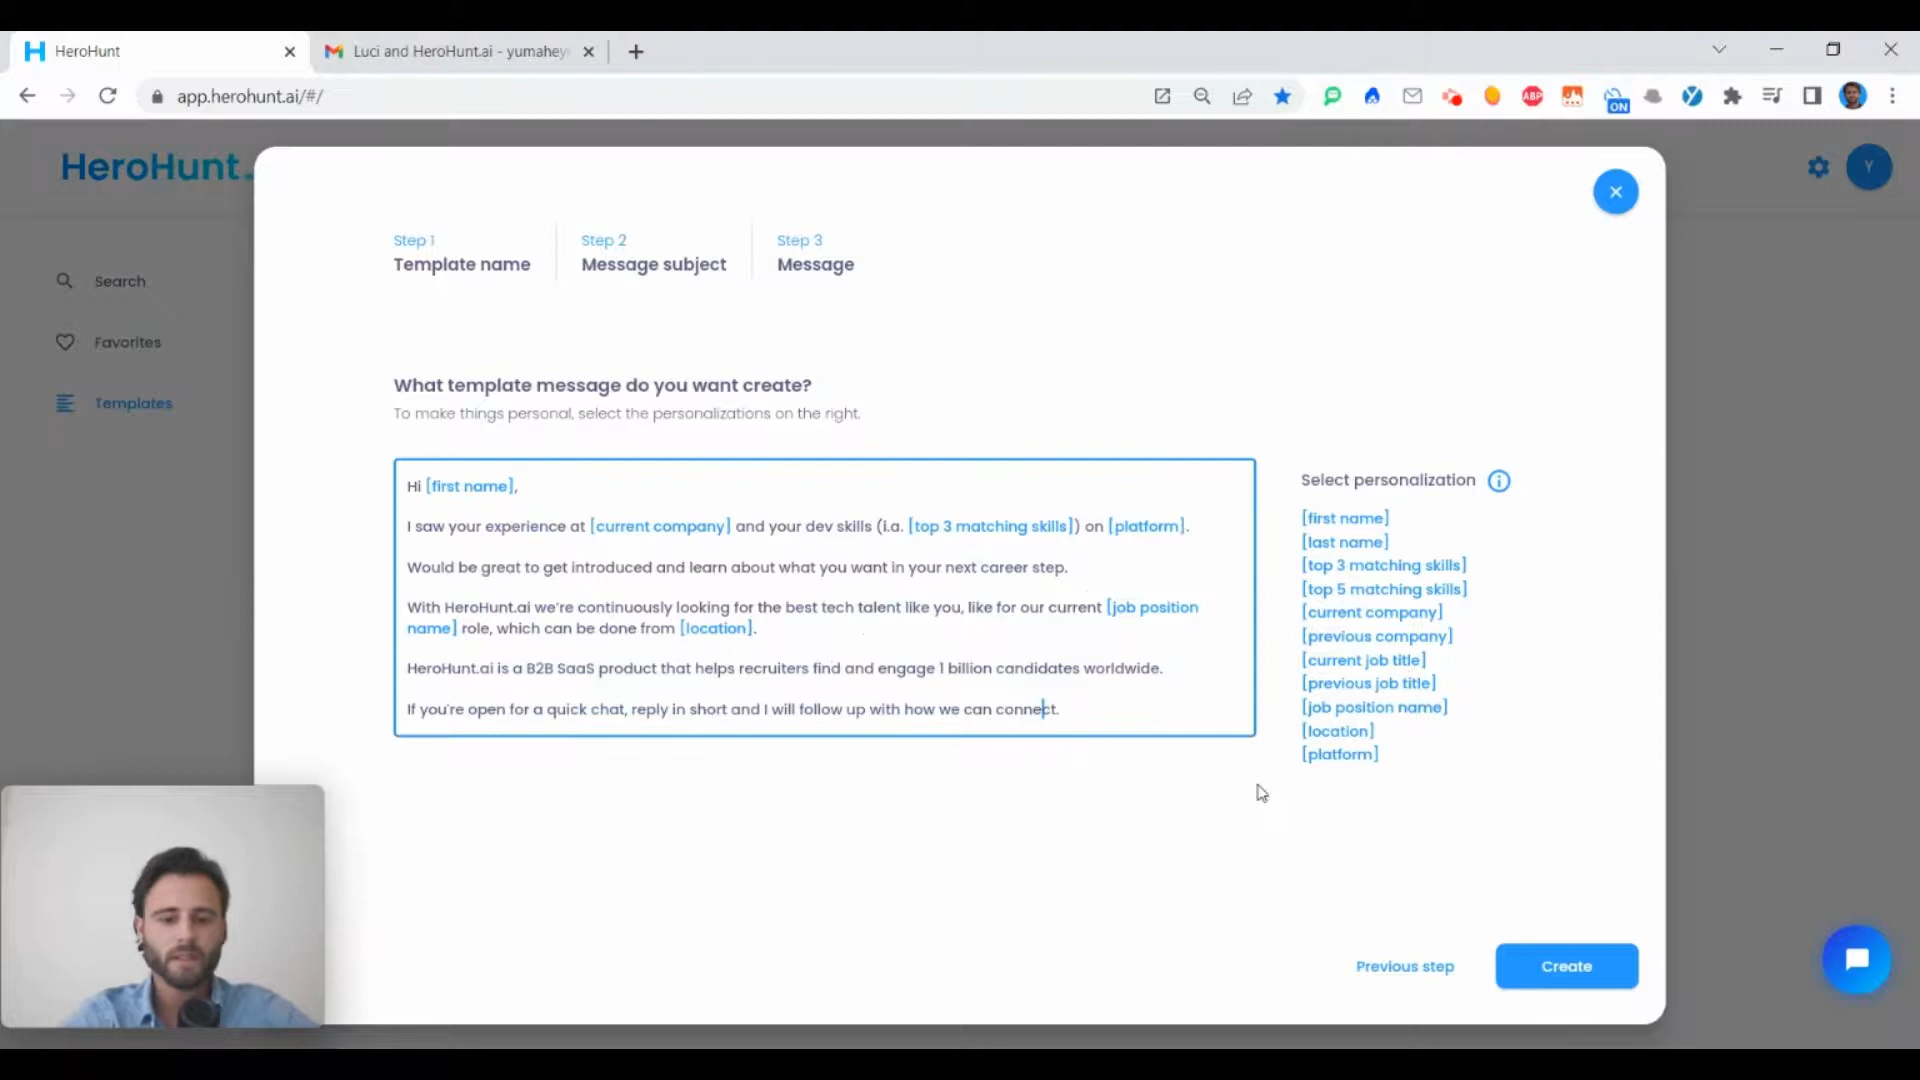 HeroHunt
Luci and HeroHunt.ai - yumahey
app.herohunt.ai/#/
ABP
ON
HeroHunt.
Y
Search
Favorites
Templates
Step 1
Template name
Step 2
Message subject
Step 3
Message
What template message do you want create?
To make things personal, select the personalizations on the right.
Hi [first name],
I saw your experience at [current company] and your dev skills (i.a. [top 3 matching skills]) on [platform].
Would be great to get introduced and learn about what you want in your next career step.
With HeroHunt.ai we're continuously looking for the best tech talent like you, like for our current [job position
name] role, which can be done from [location].
HeroHunt.ai is a B2B SaaS product that helps recruiters find and engage 1 billion candidates worldwide.
If you're open for a quick chat, reply in short and I will follow up with how we can connect.
Select personalization
[first name]
[last name]
[top 3 matching skills]
[top 5 matching skills]
[current company]
[previous company]
[current job title]
[previous job title]
[job position name]
[location]
[platform]
Previous step
Create